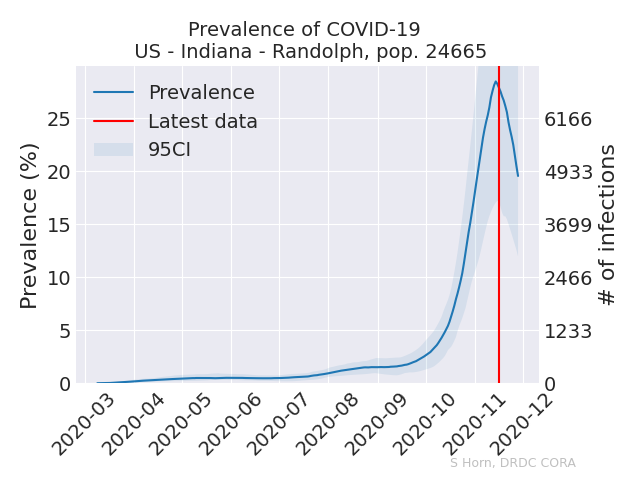 Prevalence of COVID-19
US - Indiana - Randolph, pop. 24665
Prevalence
Latest data
95CI
Prevalence (%)
25
20
15
10
5
0
6166
4933
3699
2466
1233
0
# of infections
2020-03
2020-04
2020-05
2020-06
2020-07
2020-08
2020-09
2020-10
2020-11
2020-12
S Horn, DRDC CORA